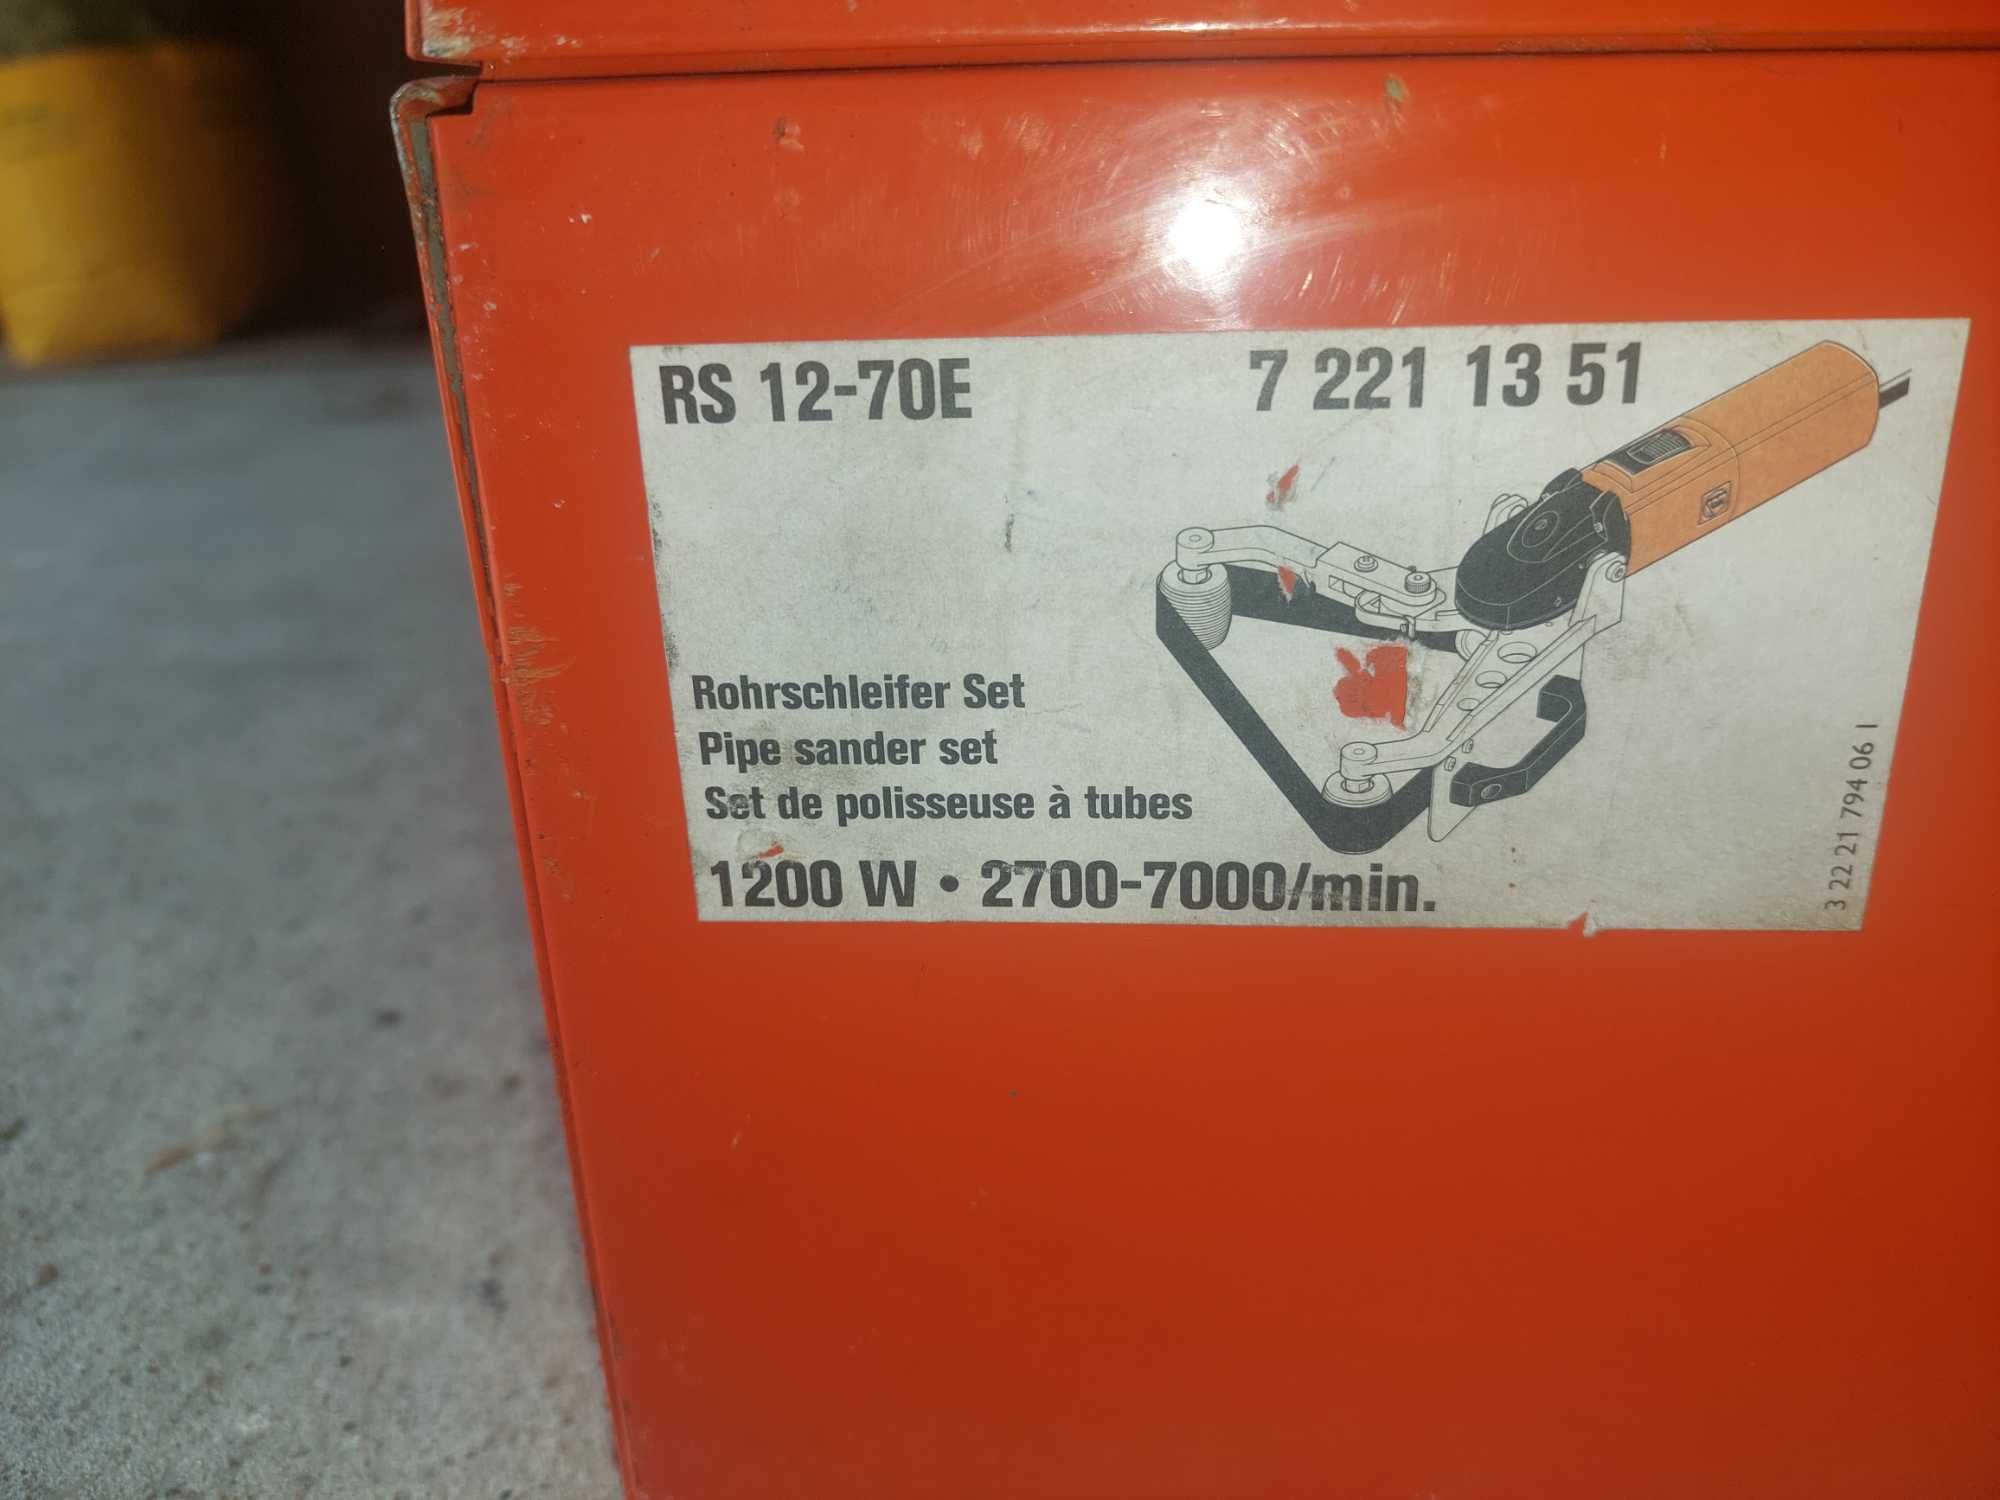 RS 12-70E
7 221 13 51
Rohrschleifer Set
Pipe sander set
Set de polisseuse à tubes
1200 W • 2700-7000/min.
3 22 21 794 06 1